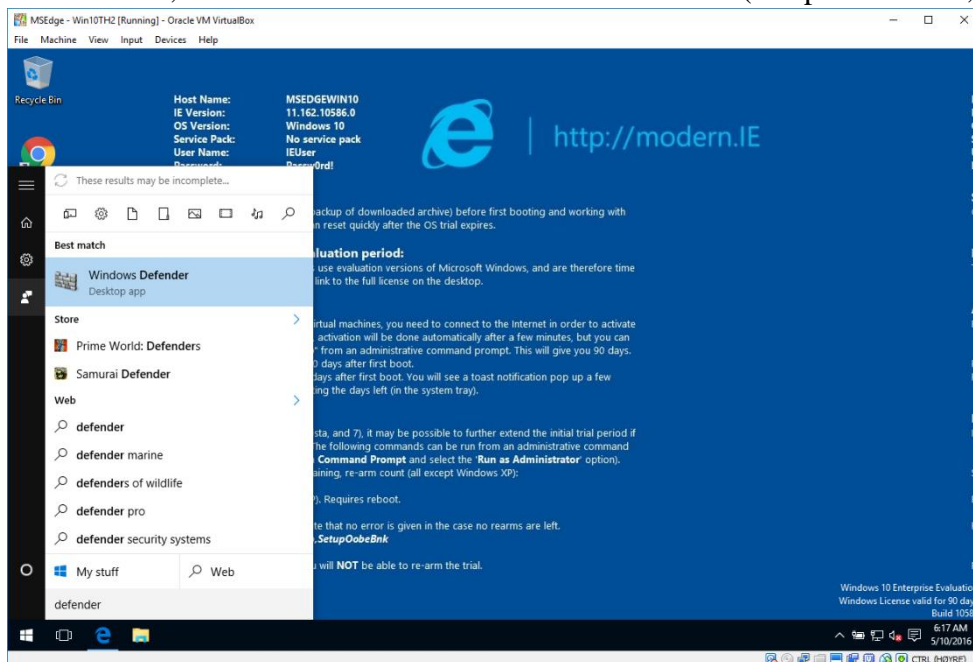 MSEdge - Win10TH2 [Running] - Oracle VM VirtualBox
File Machine View Input Devices Help
Recycle Bin
Host Name: MSEDGEWIN10
IE Version: 11.162.10586.0
OS Version: Windows 10
Service Pack: No service pack
User Name: IEUser
Password: Passw0rd!
http://modern.IE
These results may be incomplete...
Best match
Windows Defender
Desktop app
Store
Prime World: Defenders
Samurai Defender
Web
defender
defender marine
defenders of wildlife
defender pro
defender security systems
My stuff
Web
defender
backup of downloaded archive) before first booting and working with
n reset quickly after the OS trial expires.
luation period:
use evaluation versions of Microsoft Windows, and are therefore time
link to the full license on the desktop.
irtual machines, you need to connect to the Internet in order to activate
activation will be done automatically after a few minutes, but you can
" from an administrative command prompt. This will give you 90 days.
0 days after first boot.
days after first boot. You will see a toast notification pop up a few
ting the days left (in the system tray).
sta, and 7), it may be possible to further extend the initial trial period if
The following commands can be run from an administrative command
Command Prompt and select the 'Run as Administrator' option).
aining, re-arm count (all except Windows XP):
). Requires reboot.
te that no error is given in the case no rearms are left.
,SetupOobeBnk
will NOT be able to re-arm the trial.
Windows 10 Enterprise Evaluatio
Windows License valid for 90 day
Build 1058
6:17 AM
5/10/2016
CTRL (HØYRE)